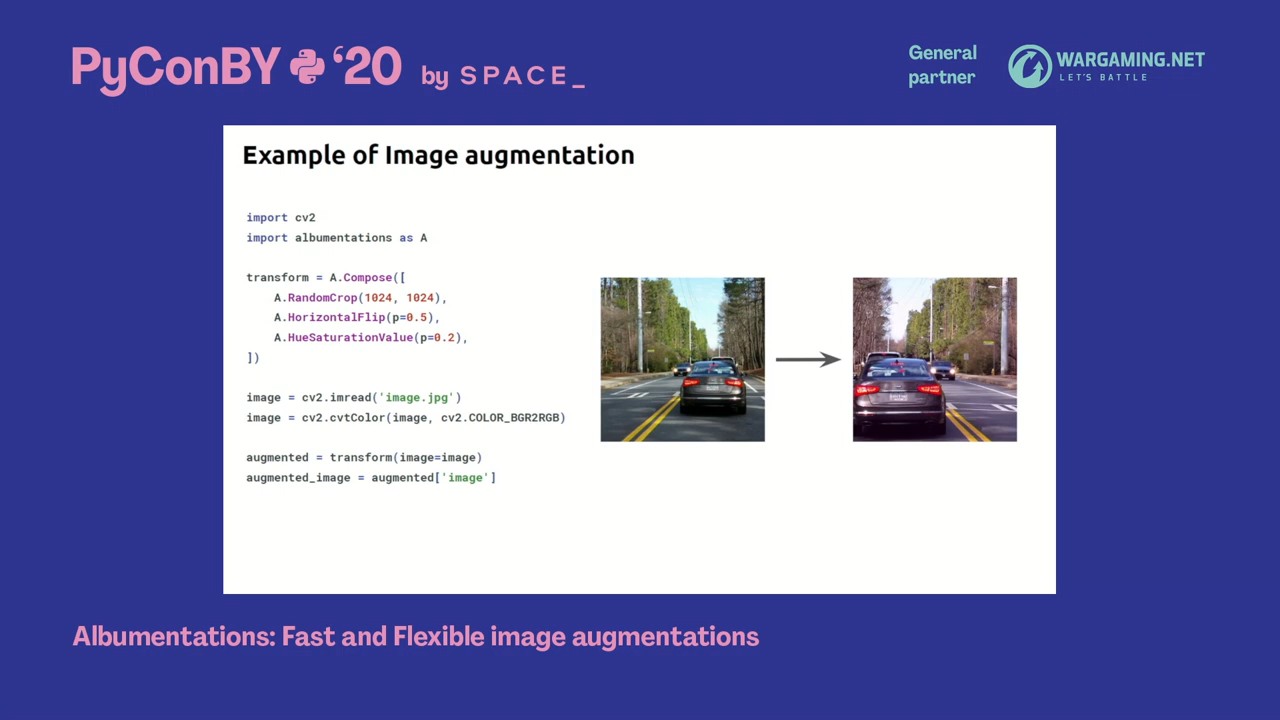 PyConBY '20 by SPACE_
General
partner
WARGAMING.NET
LET'S BATTLE
Example of Image augmentation
import cv2
import albumentations as A
transform = A.Compose([
    A.RandomCrop(1024, 1024),
    A.HorizontalFlip(p=0.5),
    A.HueSaturationValue(p=0.2),
])
image = cv2.imread('image.jpg')
image = cv2.cvtColor(image, cv2.COLOR_BGR2RGB)
augmented = transform(image=image)
augmented_image = augmented['image']
Albumentations: Fast and Flexible image augmentations